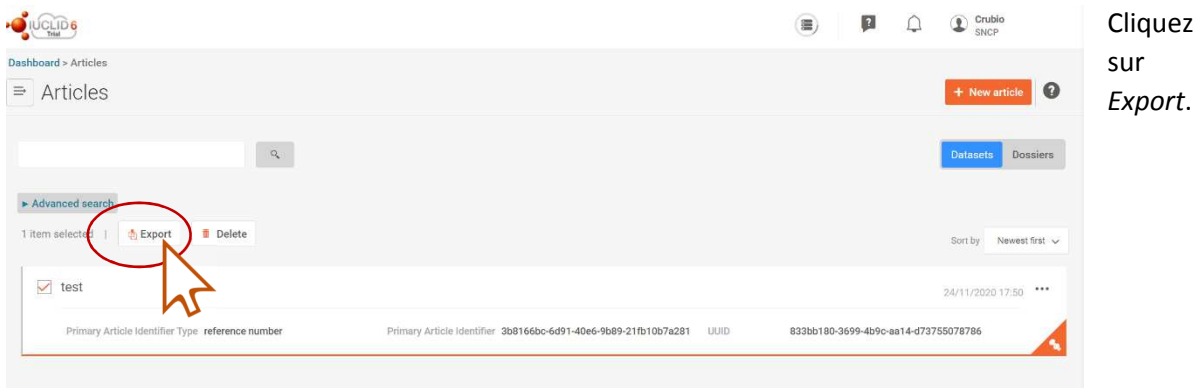 IUCLID 6
Trial
Crubio
SNCP
Dashboard > Articles
Articles
+ New article
Datasets Dossiers
Advanced search
1 item selected | Export Delete
Sort by Newest first
test
24/11/2020 17:50
Primary Article Identifier Type reference number Primary Article Identifier 3b8166bc-6d91-40e6-9b89-21fb10b7a281 UUID 833bb180-3699-4b9c-aa14-d73755078786
Cliquez
sur
Export.